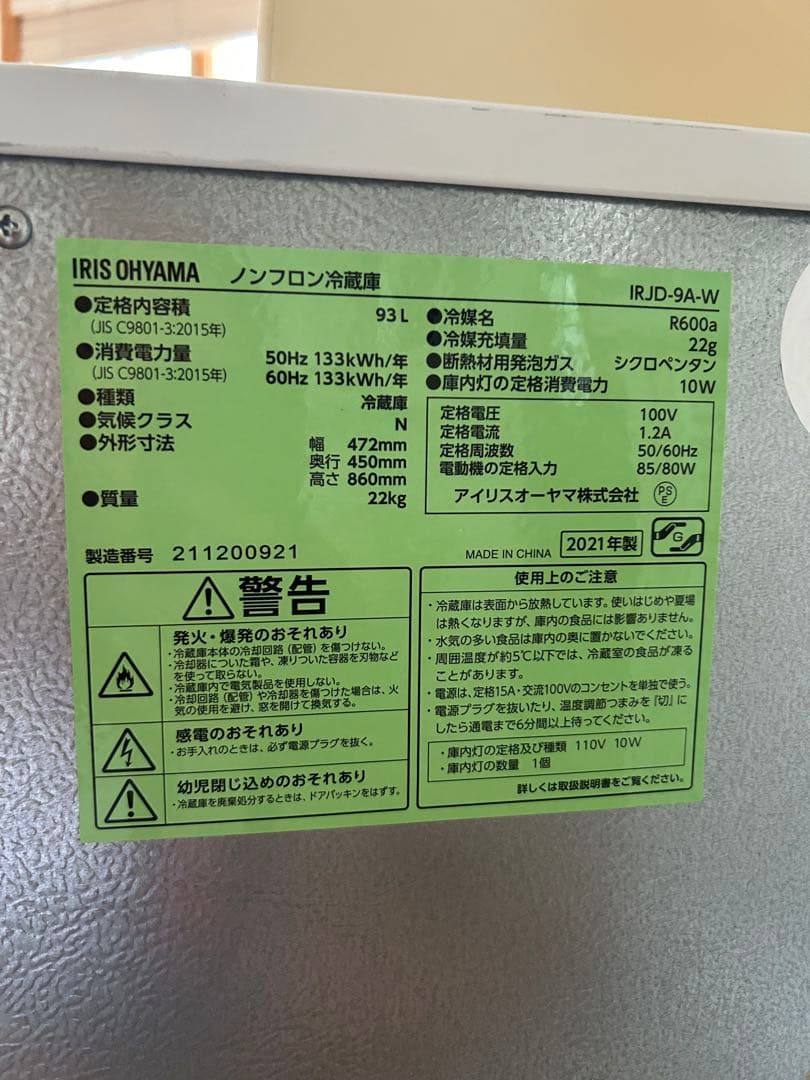 IRIS OHYAMA ノンフロン冷蔵庫
IRJD-9A-W
●定格内容積 93L
(JIS C9801-3:2015年)
●消費電力量 50Hz 133kWh/年
(JIS C9801-3:2015年) 60Hz 133kWh/年
●種類 冷蔵庫
●気候クラス N
●外形寸法 幅 472mm
奥行 450mm
高さ 860mm
●質量 22kg
●冷媒名 R600a
●冷媒充填量 22g
●断熱材用発泡ガス シクロペンタン
●庫内灯の定格消費電力 10W
定格電圧 100V
定格電流 1.2A
定格周波数 50/60Hz
電動機の定格入力 85/80W
アイリスオーヤマ株式会社 PSE
製造番号 211200921
MADE IN CHINA 2021年製 G
警告
発火・爆発のおそれあり
・冷蔵庫本体の冷却回路(配管)を傷つけない。
・冷却器についた霜や、凍りついた容器を刃物など
を使って取らない。
・冷蔵庫内で電気製品を使用しない。
・冷却回路(配管)や冷却器を傷つけた場合は、火
気の使用を避け、窓を開けて換気する。
感電のおそれあり
・お手入れのときは、必ず電源プラグを抜く。
幼児閉じ込めのおそれあり
・冷蔵庫を廃棄処分するときは、ドアパッキンをはずす。
使用上のご注意
・冷蔵庫は表面から放熱しています。使いはじめや夏場
は熱くなりますが、庫内の食品には影響ありません。
・水気の多い食品は庫内の奥に置かないでください。
・周囲温度が約5℃以下では、冷蔵室の食品が凍る
ことがあります。
・電源は、定格15A・交流100Vのコンセントを単独で使う。
・電源プラグを抜いたり、温度調節つまみを「切」に
したら通電まで6分間以上待ってください。
・庫内灯の定格及び種類 110V 10W
・庫内灯の数量 1個
詳しくは取扱説明書をご覧ください。